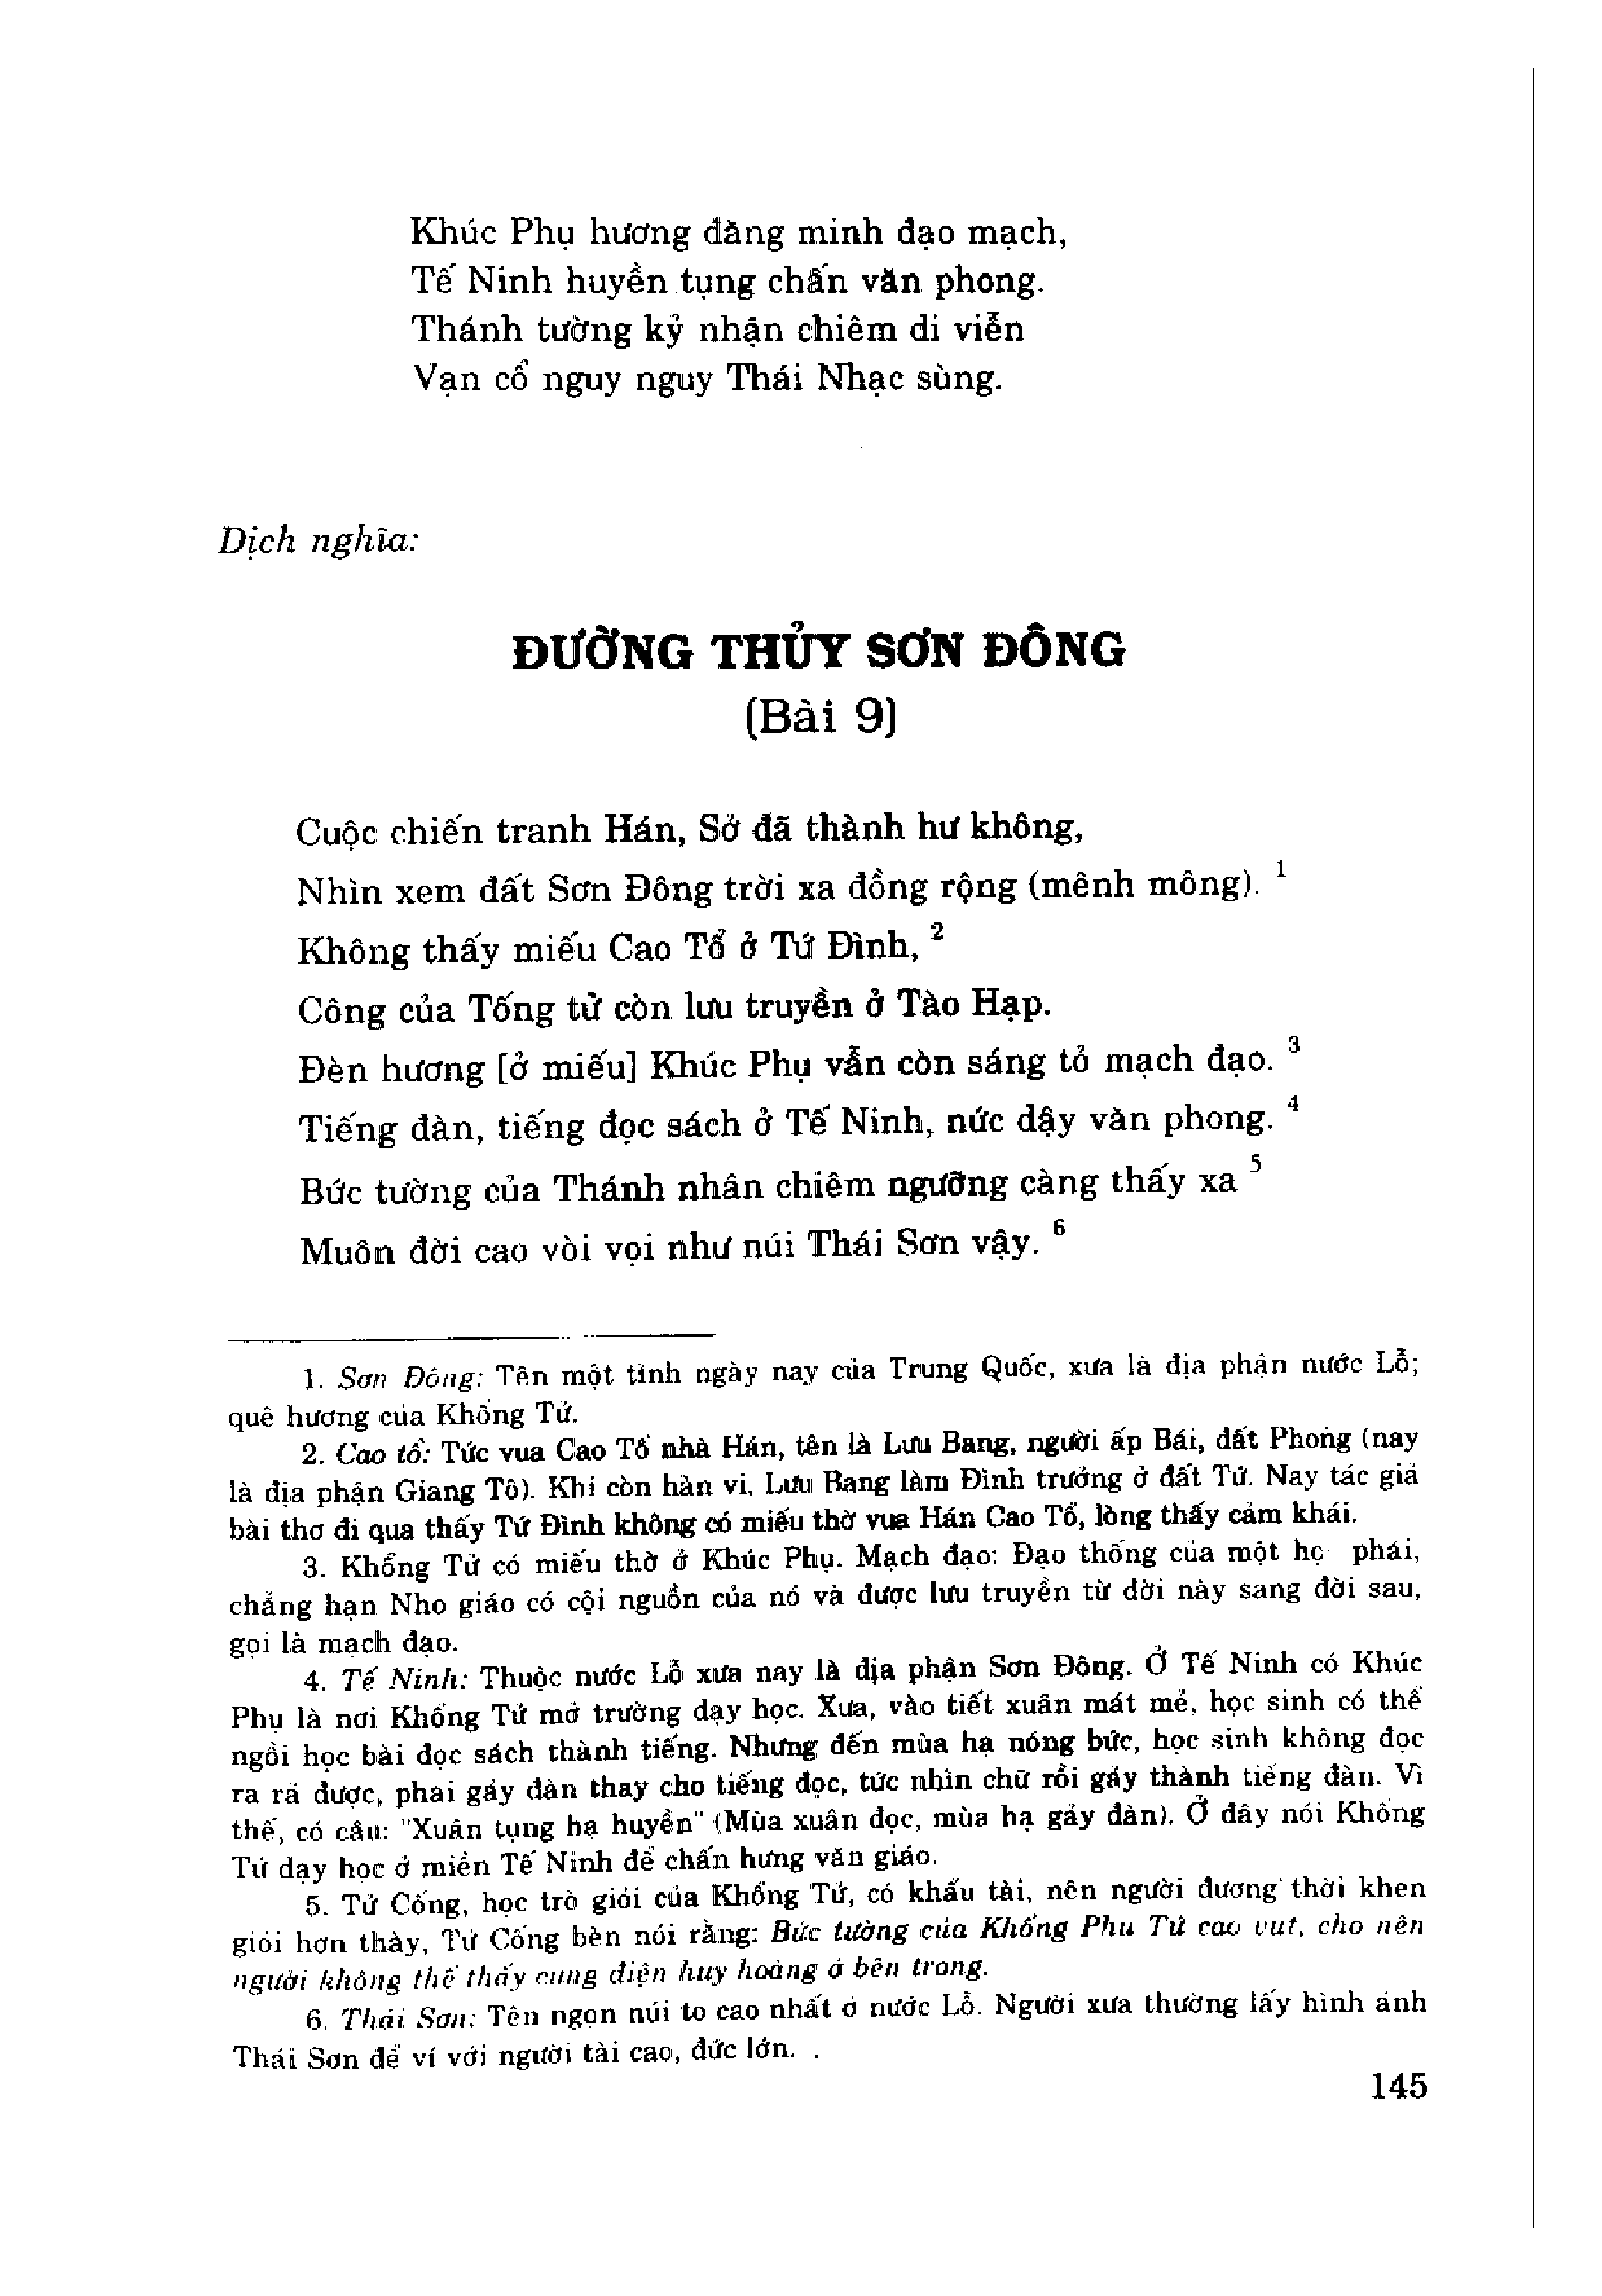 Khúc Phụ hương đăng minh đạo mạch,
Tế Ninh huyền tụng chấn văn phong.
Thánh tường kỷ nhận chiêm di viễn
Vạn cổ nguy nguy Thái Nhạc sùng.
Dịch nghĩa:
ĐƯỜNG THỦY SƠN ĐÔNG
(Bài 9)
Cuộc chiến tranh Hán, Sở đã thành hư không,
Nhìn xem đất Sơn Đông trời xa đồng rộng (mênh mông). 1
Không thấy miếu Cao Tổ ở Tứ Đình, 2
Công của Tống tử còn lưu truyền ở Tào Hạp.
Đèn hương [ở miếu] Khúc Phụ vẫn còn sáng tỏ mạch đạo. 3
Tiếng đàn, tiếng đọc sách ở Tế Ninh, nức dậy văn phong. 4
Bức tường của Thánh nhân chiêm ngưỡng càng thấy xa 5
Muôn đời cao vòi vọi như núi Thái Sơn vậy. 6
1. Sơn Đông: Tên một tỉnh ngày nay của Trung Quốc, xưa là địa phận nước Lỗ;
quê hương của Khổng Tử.
2. Cao tổ: Tức vua Cao Tổ nhà Hán, tên là Lưu Bang, người ấp Bái, đất Phong (nay
là địa phận Giang Tô). Khi còn hàn vi, Lưu Bang làm Đình trưởng ở đất Tứ. Nay tác giả
bài thơ đi qua thấy Tứ Đình không có miếu thờ vua Hán Cao Tổ, lòng thấy cảm khái.
3. Khổng Tử có miếu thờ ở Khúc Phụ. Mạch đạo: Đạo thống của một họ phái,
chẳng hạn Nho giáo có cội nguồn của nó và được lưu truyền từ đời này sang đời sau,
gọi là mạch đạo.
4. Tế Ninh: Thuộc nước Lỗ xưa nay là địa phận Sơn Đông. Ở Tế Ninh có Khúc
Phụ là nơi Khổng Tử mở trường dạy học. Xưa, vào tiết xuân mát mẻ, học sinh có thể
ngồi học bài đọc sách thành tiếng. Nhưng đến mùa hạ nóng bức, học sinh không đọc
ra rả được, phải gảy đàn thay cho tiếng đọc, tức nhìn chữ rồi gảy thành tiếng đàn. Vì
thế, có câu: "Xuân tụng hạ huyền" (Mùa xuân đọc, mùa hạ gảy đàn). Ở đây nói Khổng
Tử dạy học ở miền Tế Ninh để chấn hưng văn giáo.
5. Tử Cống, học trò giỏi của Khổng Tử, có khẩu tài, nên người đương thời khen
giỏi hơn thày, Tử Cống bèn nói rằng: Bức tường của Khổng Phu Tử cao vut, cho nên
người không thể thấy cung điện huy hoàng ở bên trong.
6. Thái Sơn: Tên ngọn núi to cao nhất ở nước Lỗ. Người xưa thường lấy hình ảnh
Thái Sơn để ví với người tài cao, đức lớn.
145